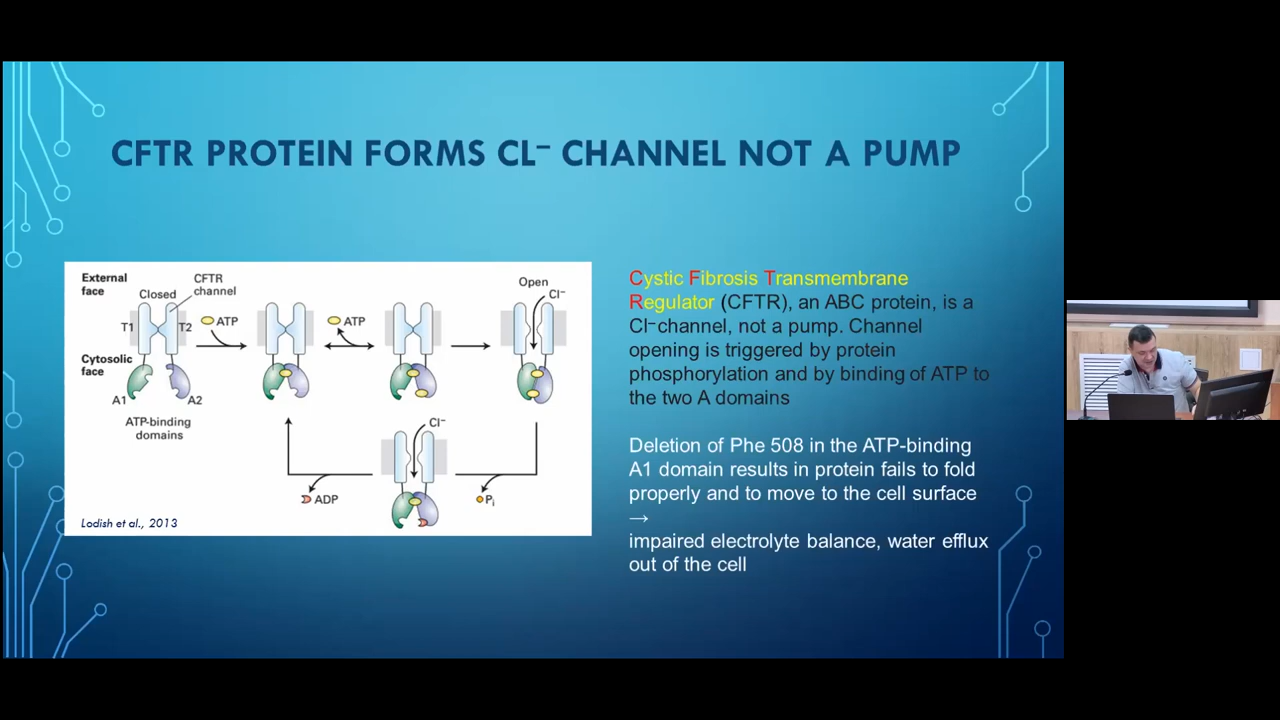 CFTR PROTEIN FORMS CL⁻ CHANNEL NOT A PUMP
External face
Closed
CFTR channel
T1
T2
ATP
ATP
Open
Cl⁻
Cytosolic face
A1
A2
ATP-binding domains
Cl⁻
ADP
Pi
Lodish et al., 2013
Cystic Fibrosis Transmembrane
Regulator (CFTR), an ABC protein, is a
Cl⁻channel, not a pump. Channel
opening is triggered by protein
phosphorylation and by binding of ATP to
the two A domains
Deletion of Phe 508 in the ATP-binding
A1 domain results in protein fails to fold
properly and to move to the cell surface
→
impaired electrolyte balance, water efflux
out of the cell